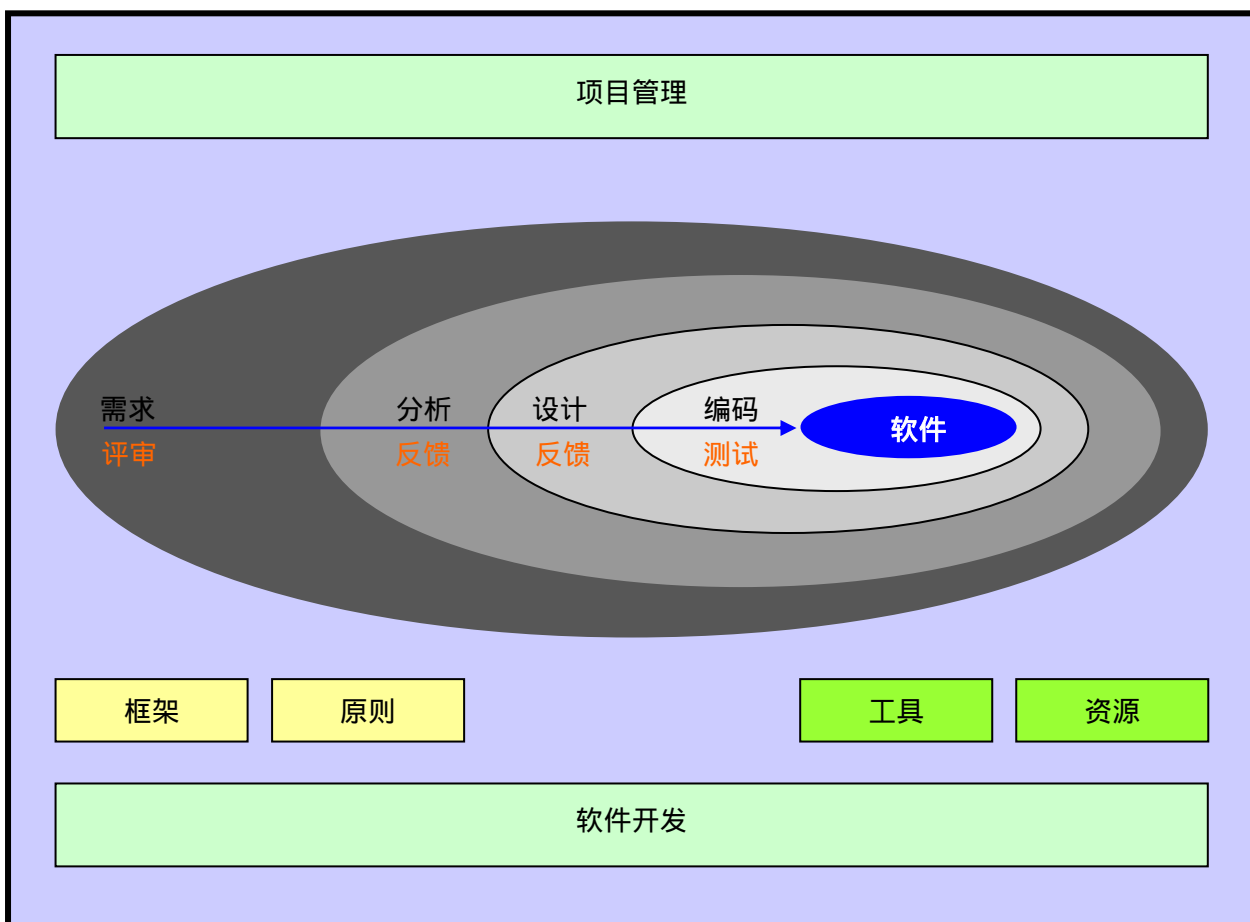 项目管理
需求 分析 设计 编码 软件
评审 反馈 反馈 测试
框架 原则 工具 资源
软件开发